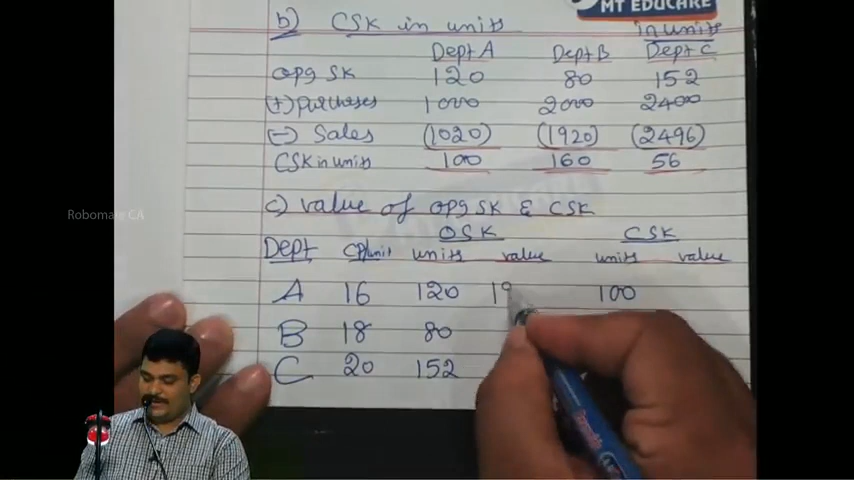 MT EDUCARE
b) CSK in units
in units
Dept A Dept B Dept C
opg SK 120 80 152
(+) purchases 1000 2000 2400
(-) Sales (1020) (1920) (2496)
CSK in units 100 160 56
c) value of opg SK & CSK
OSK CSK
Dept CP/unit units value units value
A 16 120 19 100
B 18 80
C 20 152
Robomate CA